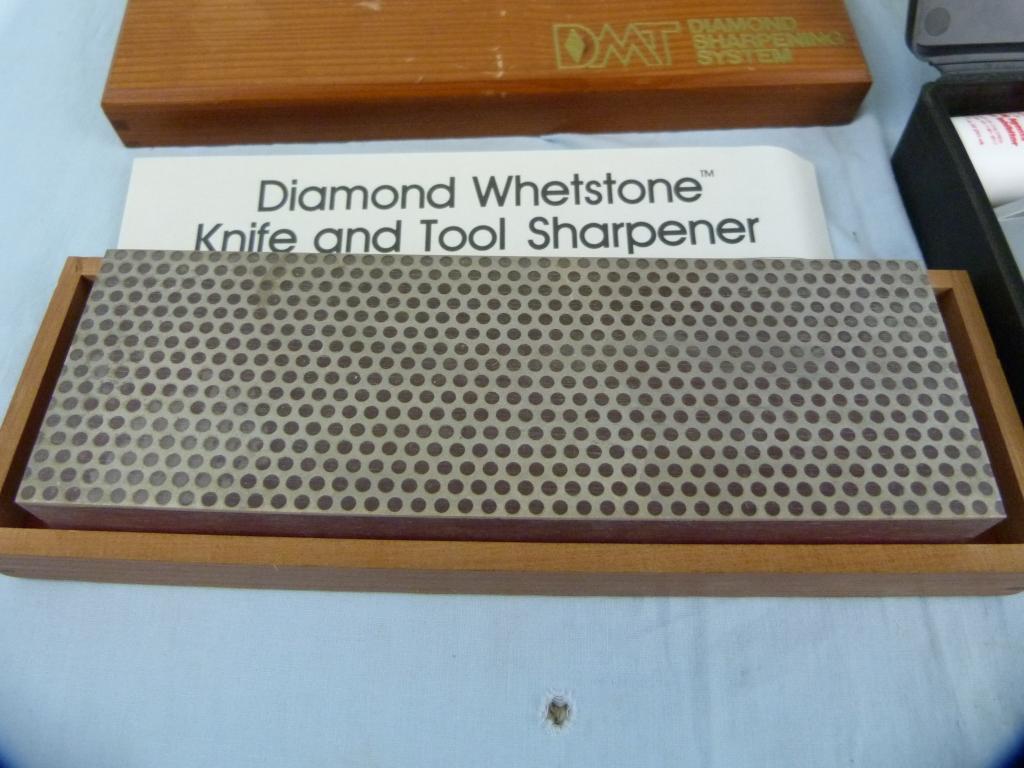 DMT DIAMOND
SHARPENING
SYSTEM
Diamond Whetstone™
Knife and Tool Sharpener